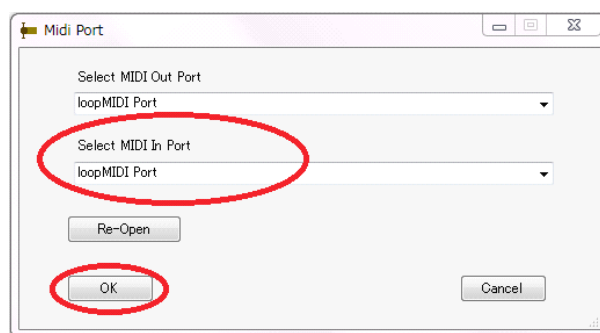 Midi Port
Select MIDI Out Port
loopMIDI Port
Select MIDI In Port
loopMIDI Port
Re-Open
OK
Cancel